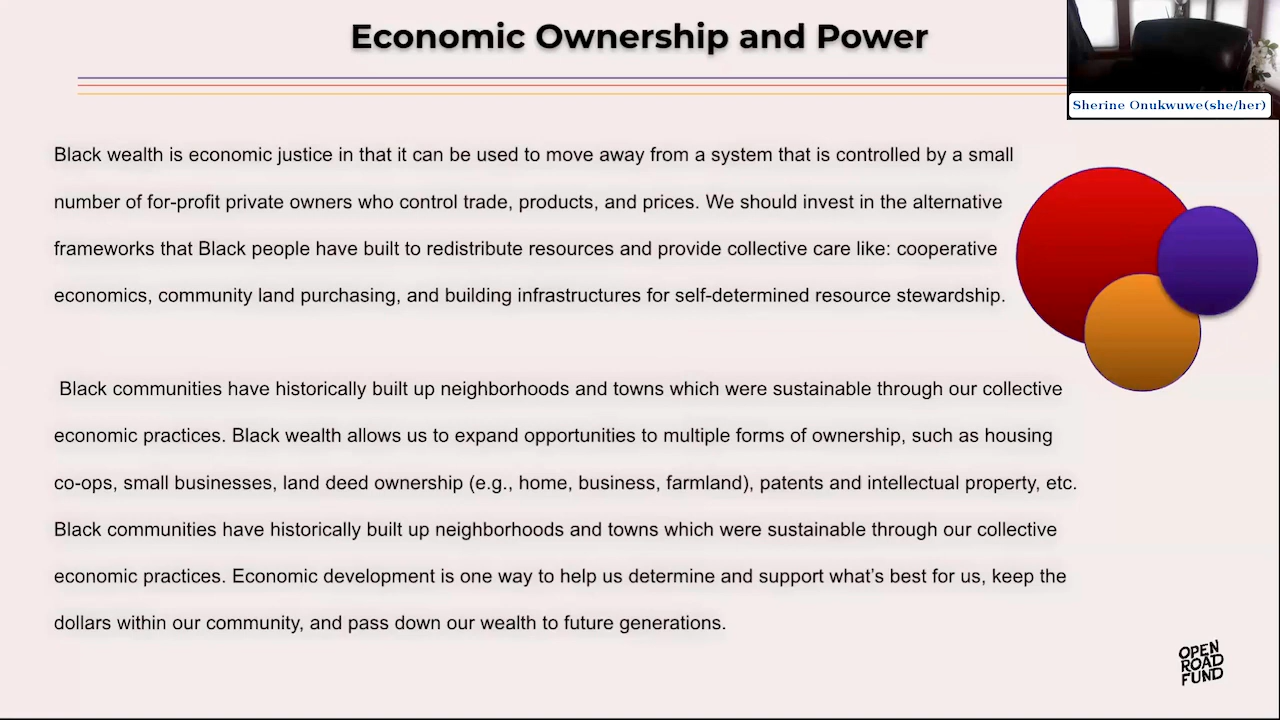 Economic Ownership and Power
Sherine Onukwuwe(she/her)
Black wealth is economic justice in that it can be used to move away from a system that is controlled by a small
number of for-profit private owners who control trade, products, and prices. We should invest in the alternative
frameworks that Black people have built to redistribute resources and provide collective care like: cooperative
economics, community land purchasing, and building infrastructures for self-determined resource stewardship.
Black communities have historically built up neighborhoods and towns which were sustainable through our collective
economic practices. Black wealth allows us to expand opportunities to multiple forms of ownership, such as housing
co-ops, small businesses, land deed ownership (e.g., home, business, farmland), patents and intellectual property, etc.
Black communities have historically built up neighborhoods and towns which were sustainable through our collective
economic practices. Economic development is one way to help us determine and support what’s best for us, keep the
dollars within our community, and pass down our wealth to future generations.
OPEN
ROAD
FUND